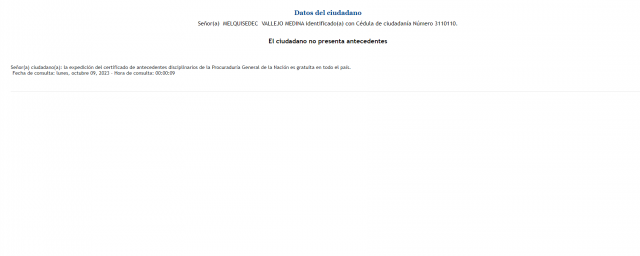 Datos del ciudadano
Señor(a) MELQUISEDEC VALLEJO MEDINA identificado(a) con Cédula de ciudadanía Número 3110110.
El ciudadano no presenta antecedentes
Señor(a) ciudadano(a): la expedición del certificado de antecedentes disciplinarios de la Procuraduría General de la Nación es gratuita en todo el país.
Fecha de consulta: lunes, octubre 09, 2023 - Hora de consulta: 00:00:09